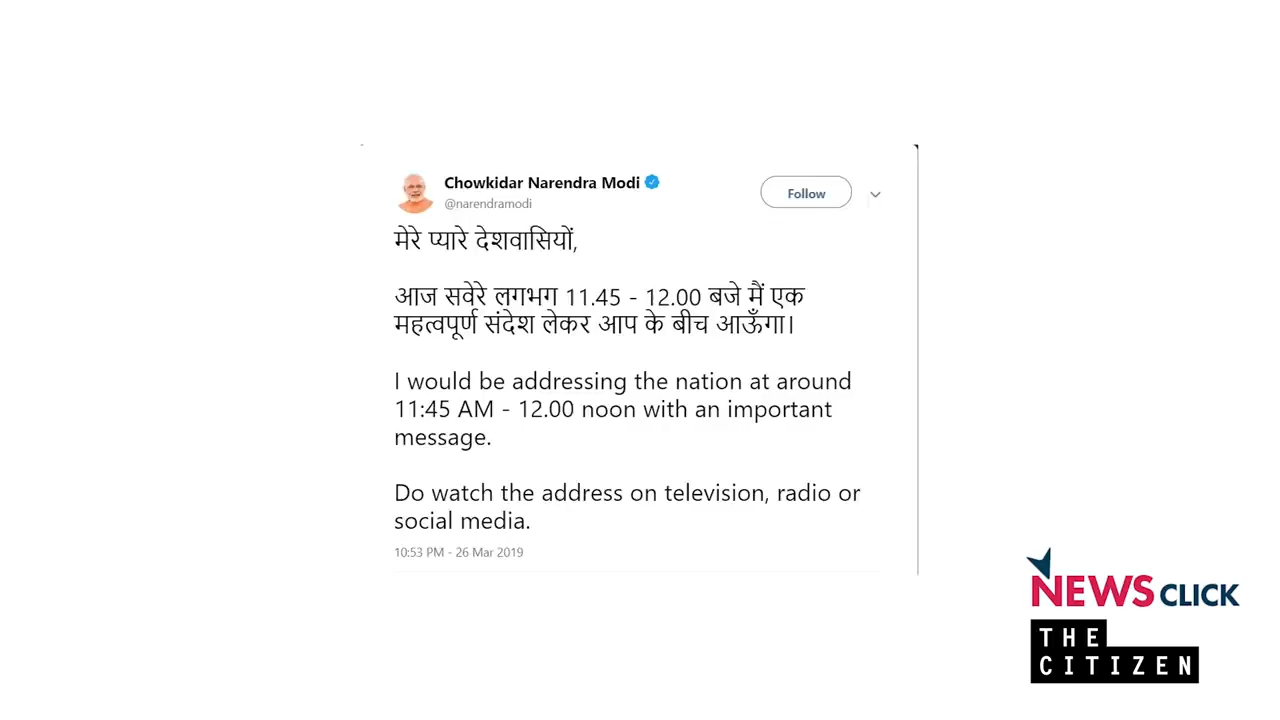 Chowkidar Narendra Modi
@narendramodi
Follow
मेरे प्यारे देशवासियों,
आज सवेरे लगभग 11.45 - 12.00 बजे मैं एक
महत्वपूर्ण संदेश लेकर आप के बीच आऊँगा।
I would be addressing the nation at around
11:45 AM - 12.00 noon with an important
message.
Do watch the address on television, radio or
social media.
10:53 PM - 26 Mar 2019
NEWS CLICK
THE
CITIZEN